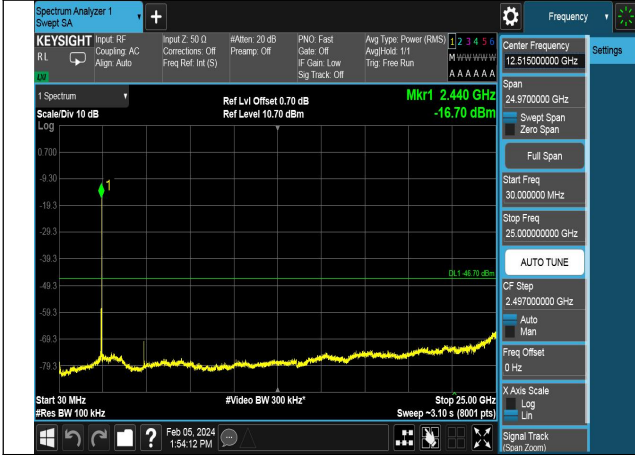 Spectrum Analyzer 1
Swept SA
Frequency
KEYSIGHT
Input: RF
Coupling: AC
Align: Auto
Input Z: 50 Ω
Corrections: Off
Freq Ref: Int (S)
#Atten: 20 dB
Preamp: Off
PNO: Fast
Gate: Off
IF Gain: Low
Sig Track: Off
Avg Type: Power (RMS)
Avg|Hold: 1/1
Trig: Free Run
1 2 3 4 5 6
M W W W W W
A A A A A A
RL
LXI
1 Spectrum
Scale/Div 10 dB
Ref Lvl Offset 0.70 dB
Ref Level 10.70 dBm
Mkr1 2.440 GHz
-16.70 dBm
Log
0.700
-9.30
-19.3
-29.3
-39.3
-49.3
-59.3
-69.3
-79.3
1
DL1 -46.70 dBm
Start 30 MHz
#Res BW 100 kHz
#Video BW 300 kHz*
Stop 25.00 GHz
Sweep ~3.10 s (8001 pts)
Feb 05, 2024
1:54:12 PM
Center Frequency
12.515000000 GHz
Settings
Span
24.9700000 GHz
Swept Span
Zero Span
Full Span
Start Freq
30.000000 MHz
Stop Freq
25.000000000 GHz
AUTO TUNE
CF Step
2.497000000 GHz
Auto
Man
Freq Offset
0 Hz
X Axis Scale
Log
Lin
Signal Track
(Span Zoom)